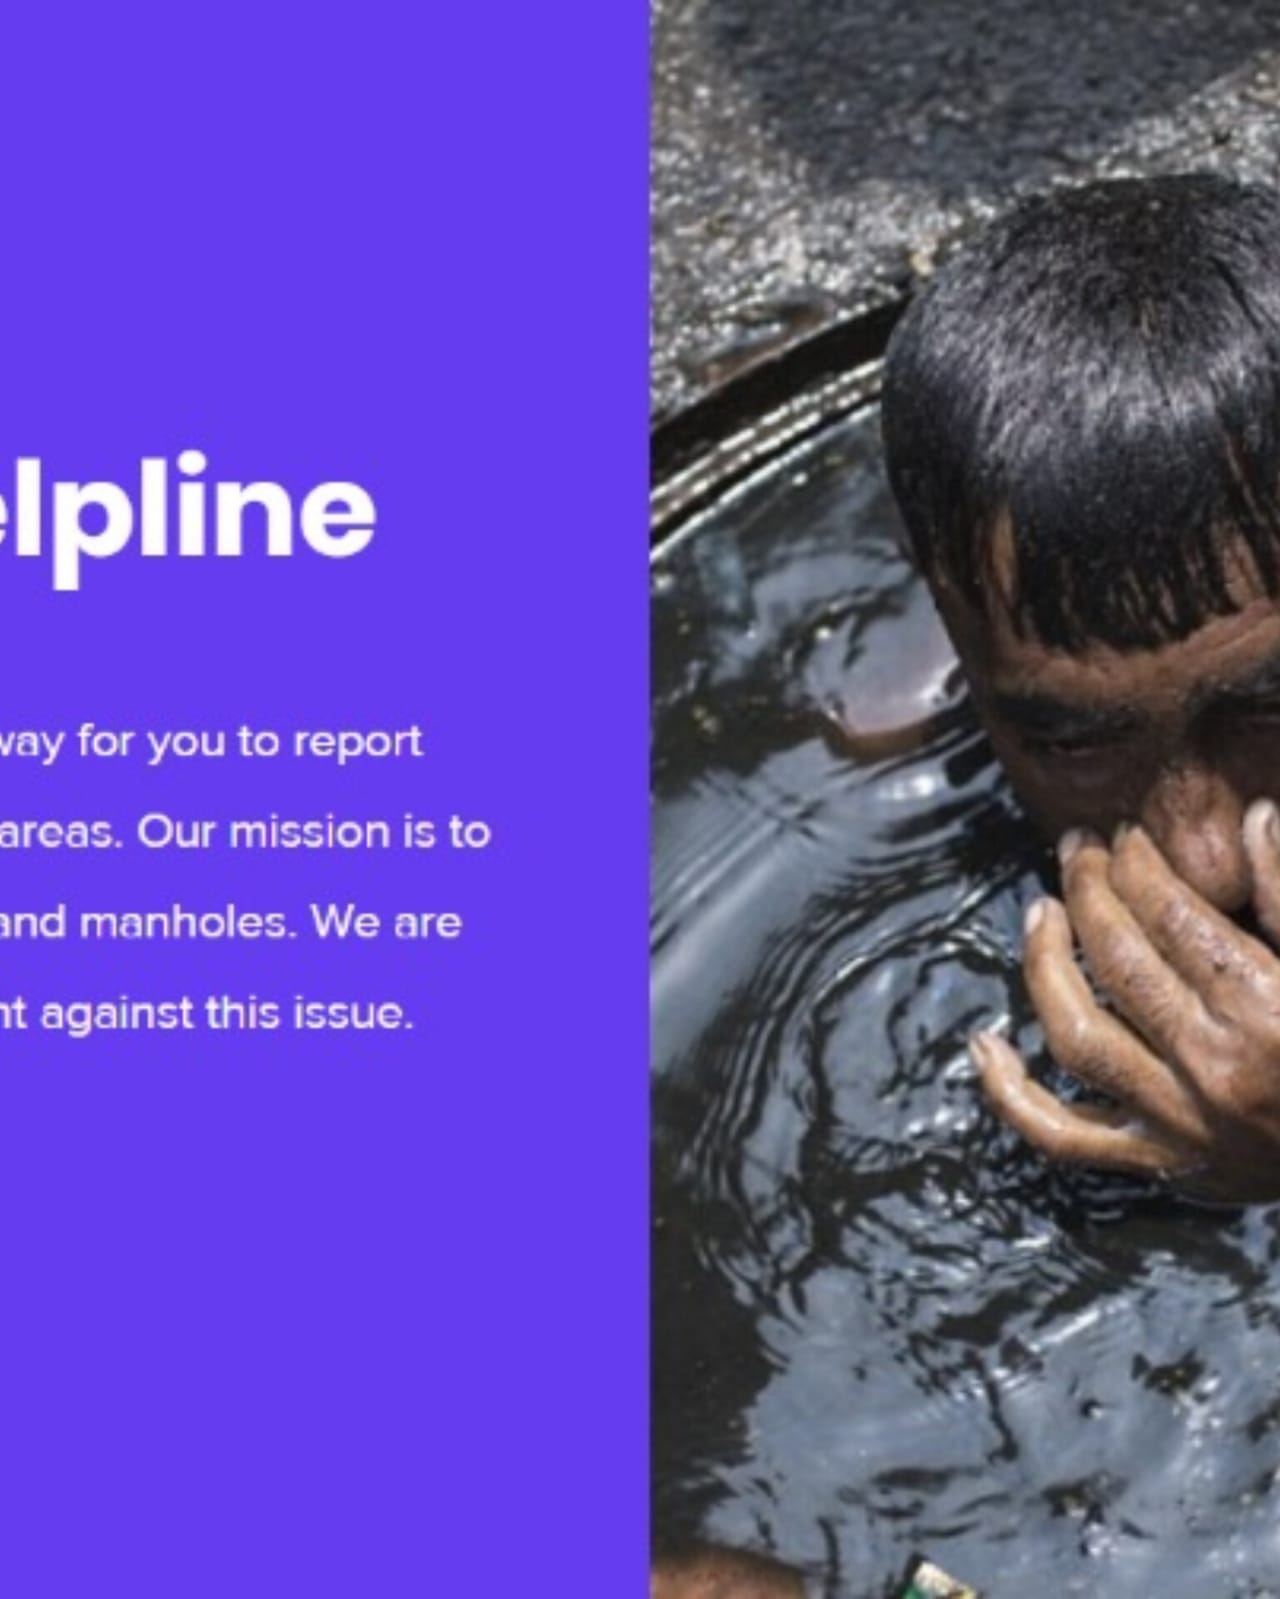 elpline
way for you to report
areas. Our mission is to
and manholes. We are
nt against this issue.